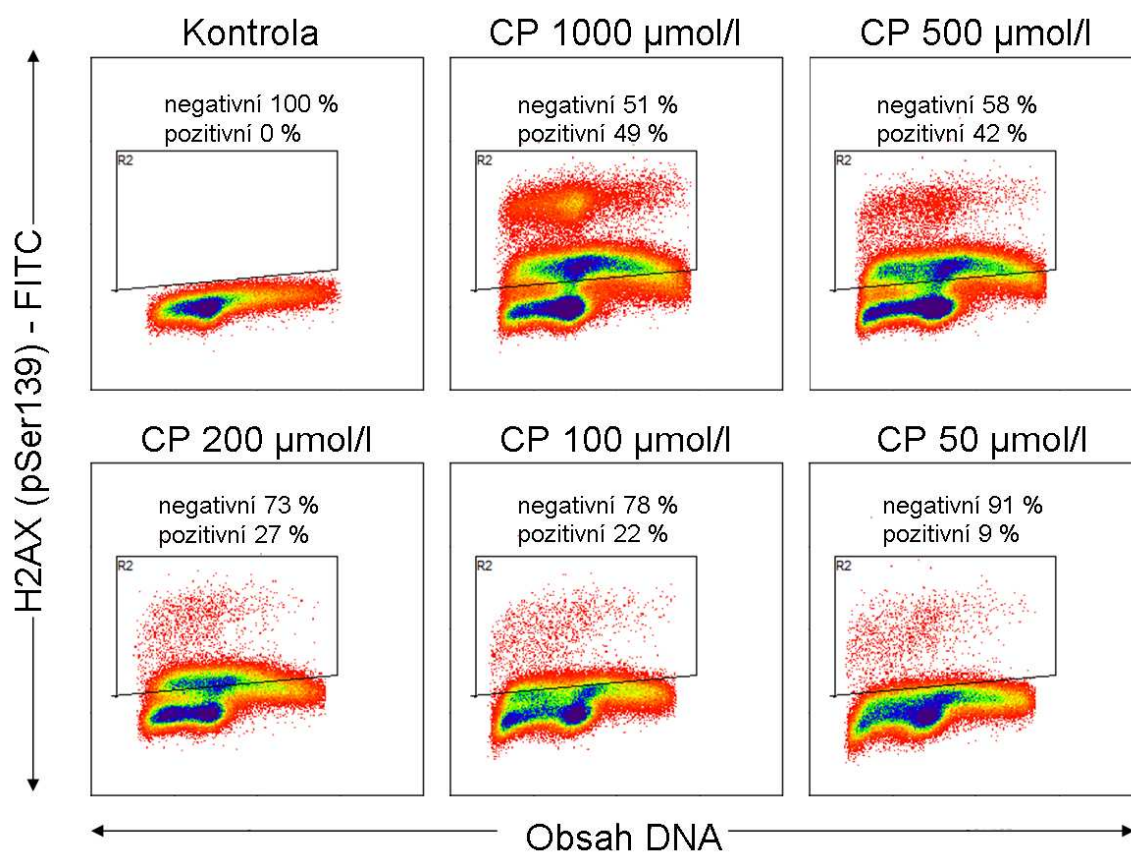 Kontrola
negativní 100 %
pozitivní 0 %
R2
CP 1000 µmol/l
negativní 51 %
pozitivní 49 %
R2
CP 500 µmol/l
negativní 58 %
pozitivní 42 %
R2
CP 200 µmol/l
negativní 73 %
pozitivní 27 %
R2
CP 100 µmol/l
negativní 78 %
pozitivní 22 %
R2
CP 50 µmol/l
negativní 91 %
pozitivní 9 %
R2
H2AX (pSer139) - FITC
Obsah DNA